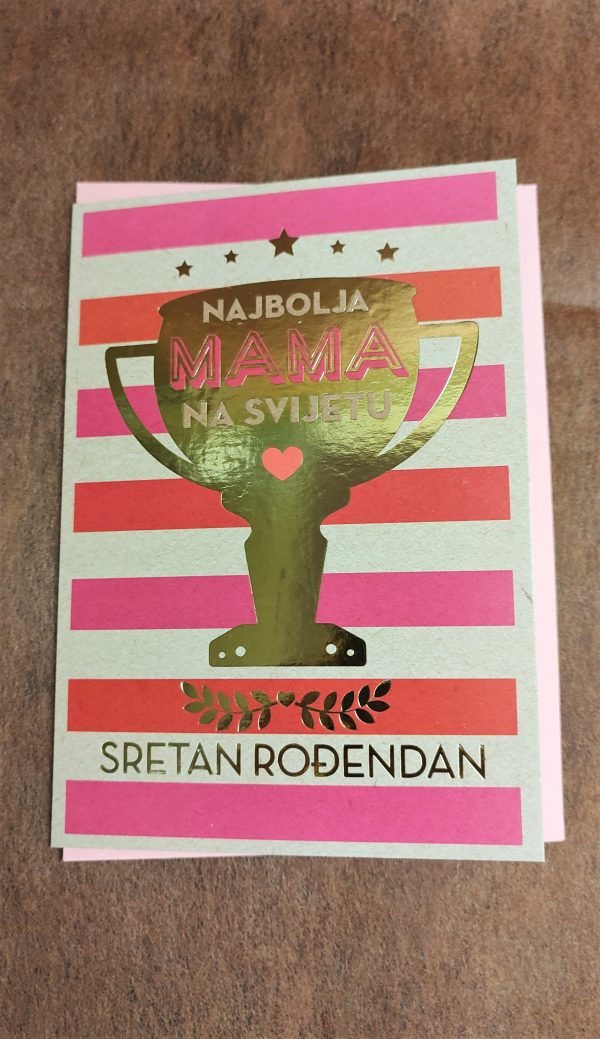 NAJBOLJA
MAMA
NA SVIJETU
SRETAN ROĐENDAN